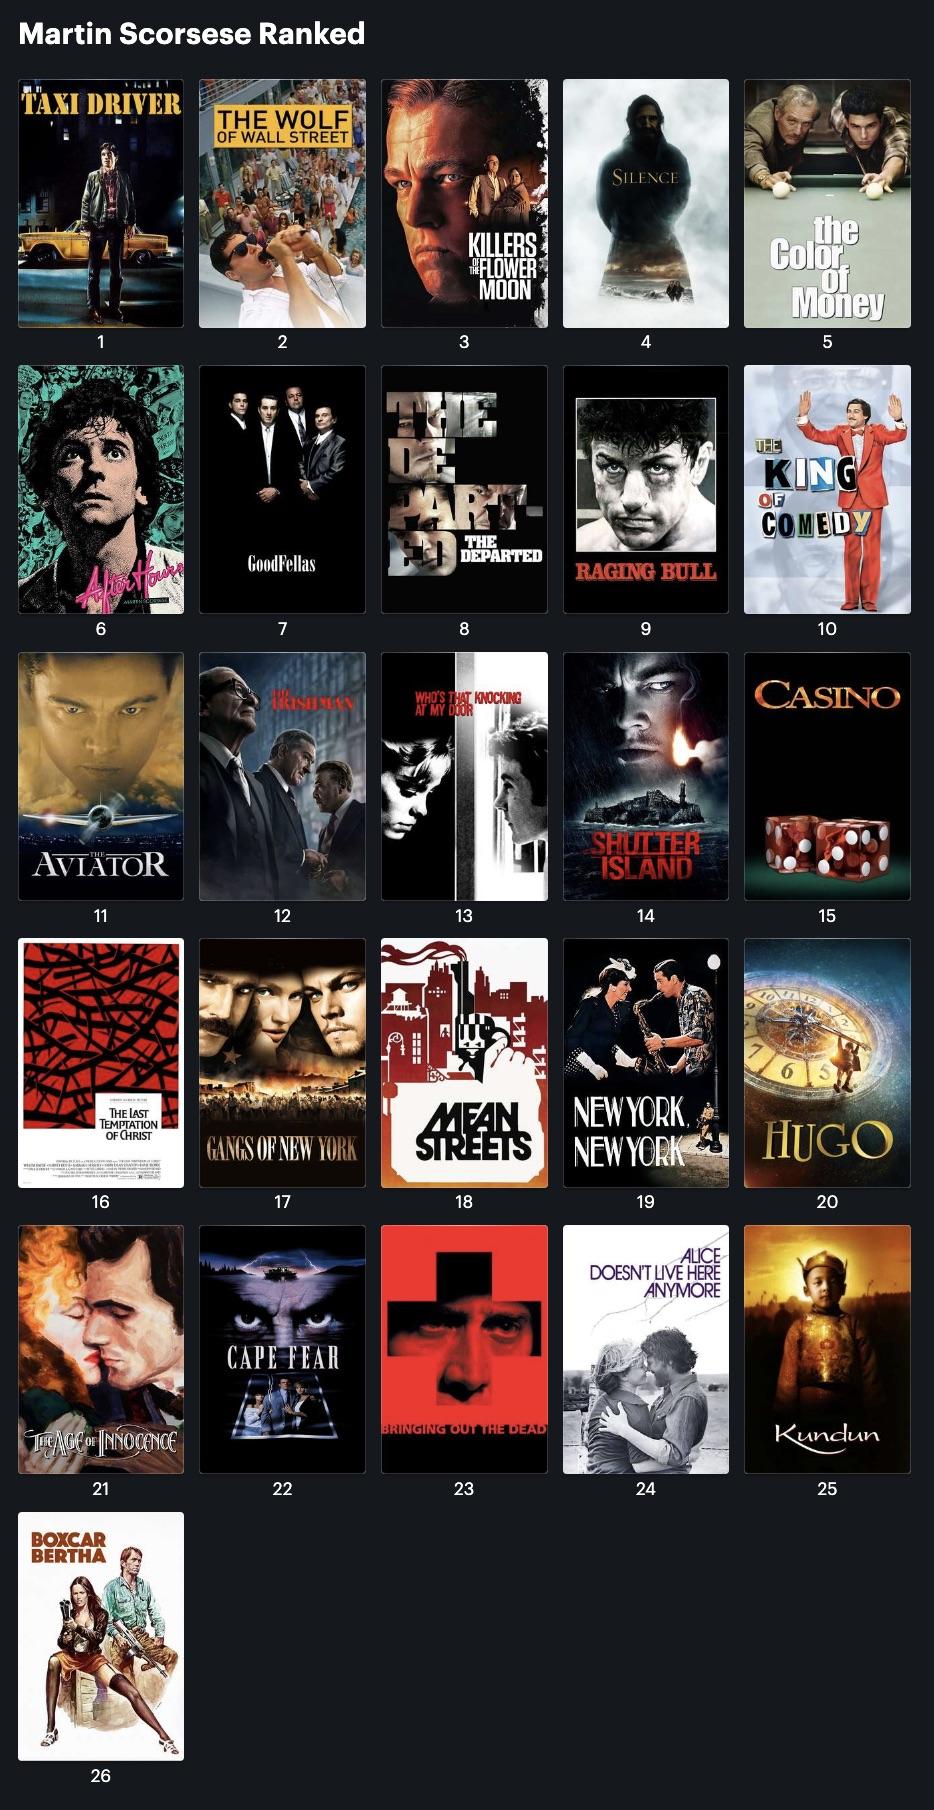 Martin Scorsese Ranked
TAXI DRIVER
THE WOLF
OF WALL STREET
KILLERS
OF THE FLOWER
MOON
SILENCE
the
Color
of
Money
1
2
3
4
5
After Hours
GoodFellas
THE
DE
PART-
ED
THE
DEPARTED
RAGING BULL
THE
KING
OF
COMEDY
6
7
8
9
10
THE
AVIATOR
THE
IRISHMAN
WHO'S THAT KNOCKING
AT MY DOOR
SHUTTER
ISLAND
CASINO
11
12
13
14
15
THE LAST
TEMPTATION
OF CHRIST
GANGS OF NEW YORK
MEAN
STREETS
NEW YORK,
NEW YORK
HUGO
16
17
18
19
20
THE AGE OF INNOCENCE
CAPE FEAR
BRINGING OUT THE DEAD
ALICE
DOESN'T LIVE HERE
ANYMORE
Kundun
21
22
23
24
25
BOXCAR
BERTHA
26